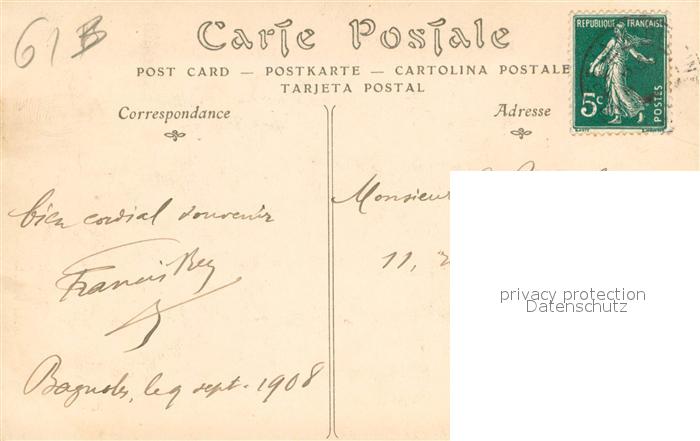 61B
Carte Postale
POST CARD — POSTKARTE — CARTOLINA POSTALE
TARJETA POSTAL
REPUBLIQUE FRANÇAISE
5c
POSTES
Correspondance
Adresse
Monsieur
bien cordial souvenir
11,
Francis Rey
privacy protection
Datenschutz
Bagnoles, le 9 sept. 1908